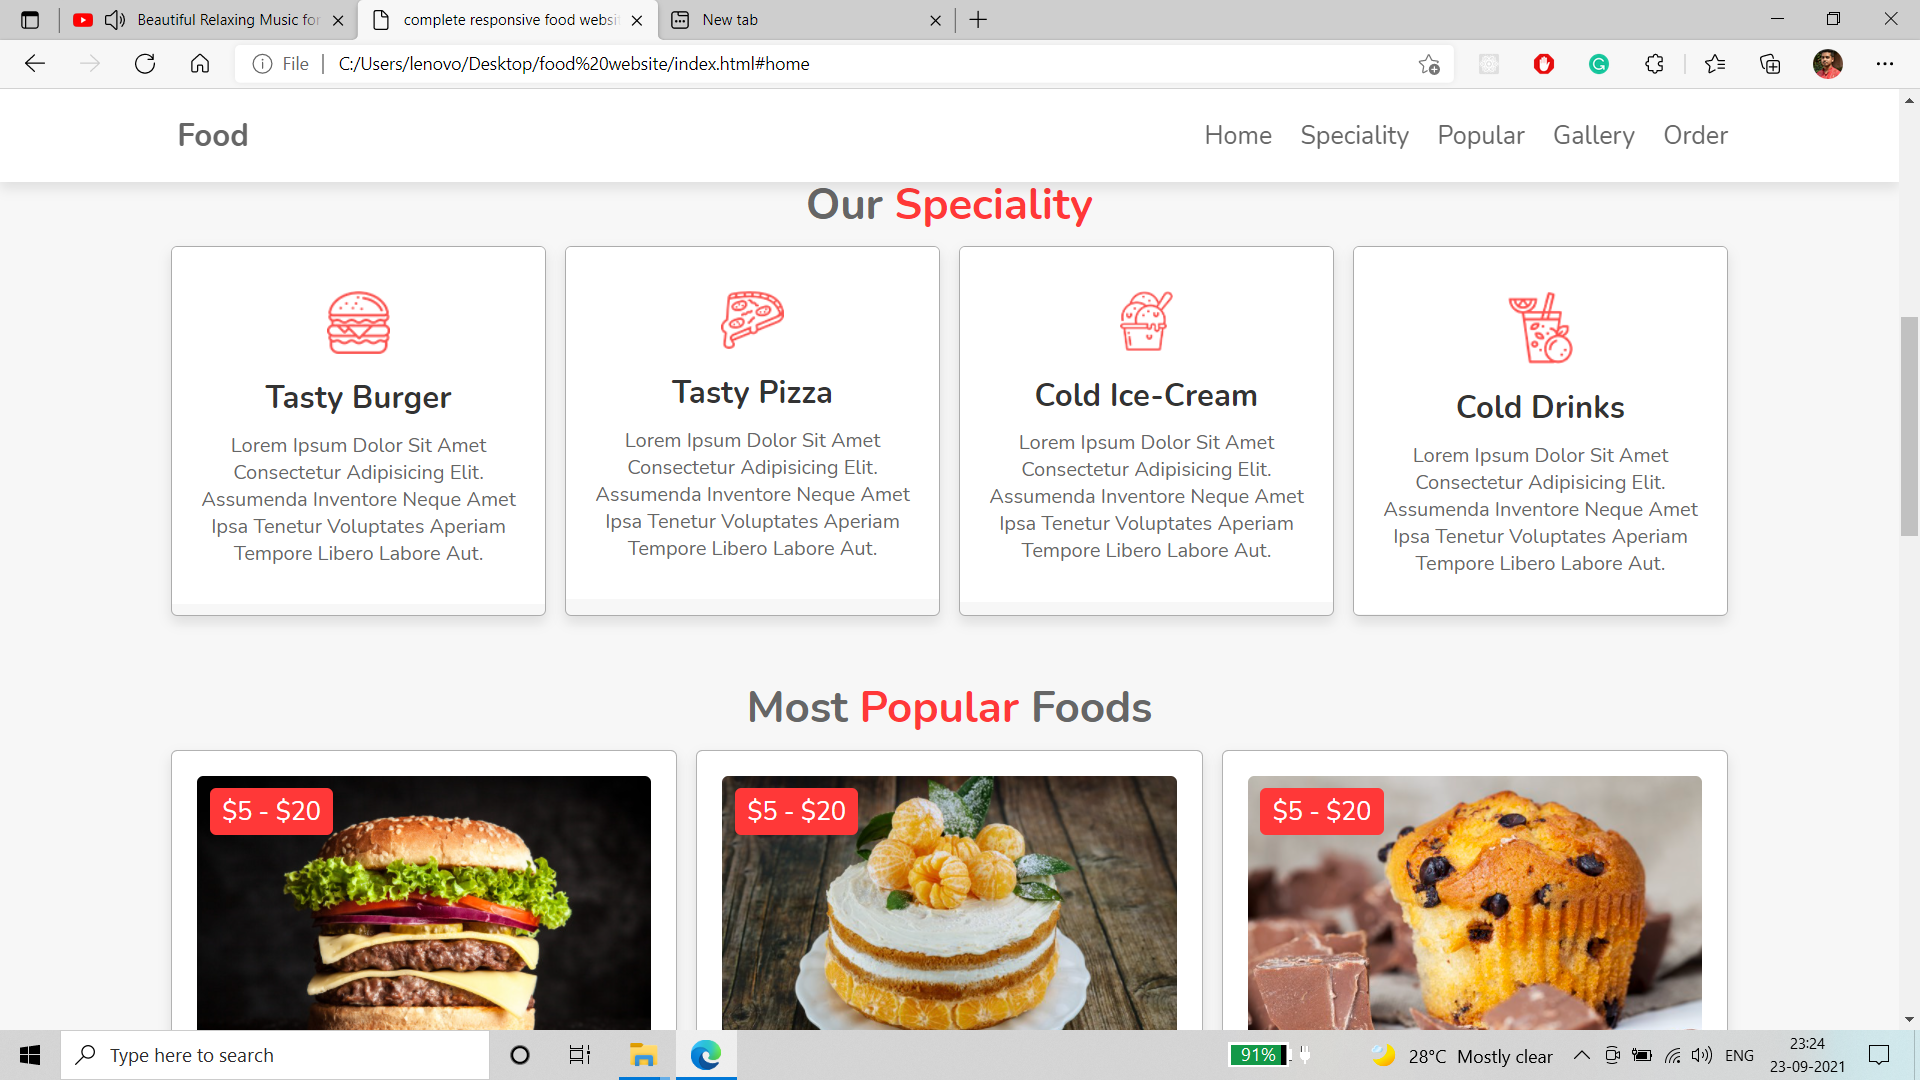 Beautiful Relaxing Music for
complete responsive food websit
New tab
File
C:/Users/lenovo/Desktop/food%20website/index.html#home
Food
Home Speciality Popular Gallery Order
Our Speciality
Tasty Burger
Lorem Ipsum Dolor Sit Amet
Consectetur Adipisicing Elit.
Assumenda Inventore Neque Amet
Ipsa Tenetur Voluptates Aperiam
Tempore Libero Labore Aut.
Tasty Pizza
Lorem Ipsum Dolor Sit Amet
Consectetur Adipisicing Elit.
Assumenda Inventore Neque Amet
Ipsa Tenetur Voluptates Aperiam
Tempore Libero Labore Aut.
Cold Ice-Cream
Lorem Ipsum Dolor Sit Amet
Consectetur Adipisicing Elit.
Assumenda Inventore Neque Amet
Ipsa Tenetur Voluptates Aperiam
Tempore Libero Labore Aut.
Cold Drinks
Lorem Ipsum Dolor Sit Amet
Consectetur Adipisicing Elit.
Assumenda Inventore Neque Amet
Ipsa Tenetur Voluptates Aperiam
Tempore Libero Labore Aut.
Most Popular Foods
$5 - $20
$5 - $20
$5 - $20
Type here to search
91%
28°C Mostly clear
ENG
23:24
23-09-2021